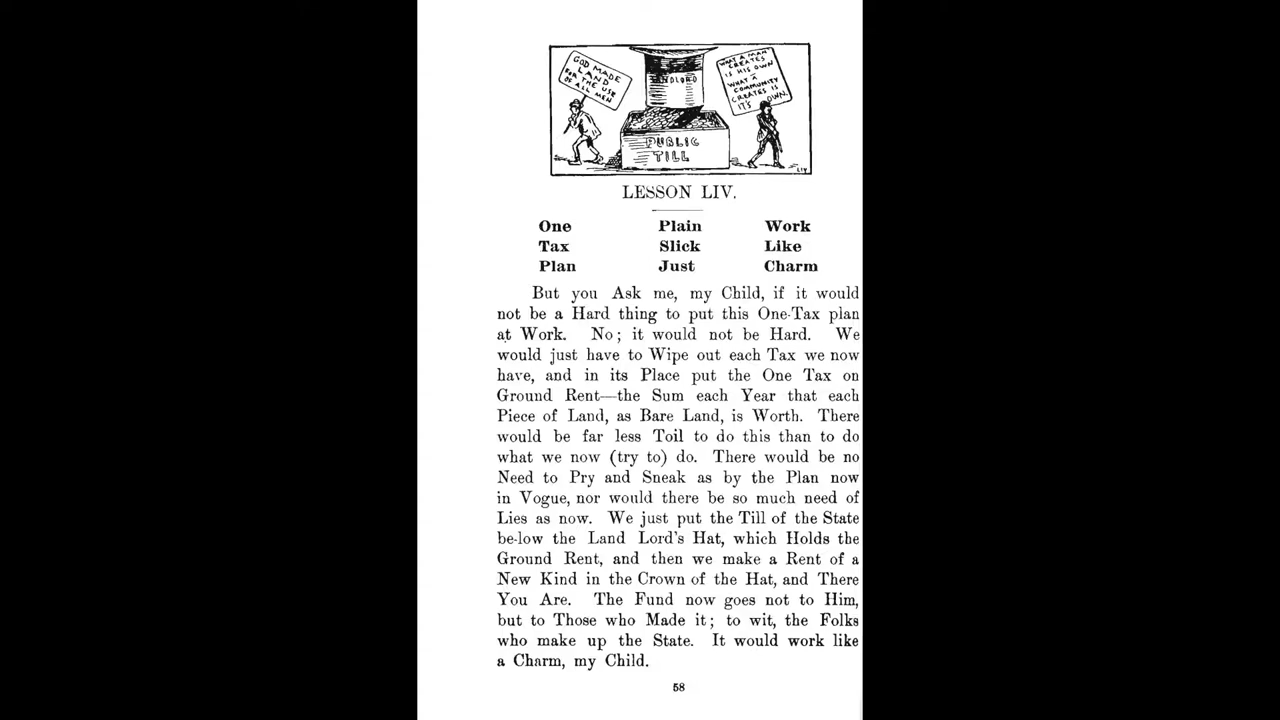 GOD MADE
LAND
FOR THE USE
OF ALL MEN
LANDLORD
WHAT A MAN
CREATES
IS HIS OWN
WHAT A
COMMUNITY
CREATES IS
IT'S OWN.
PUBLIC
TILL
LESSON LIV.
One Plain Work
Tax Slick Like
Plan Just Charm
But you Ask me, my Child, if it would
not be a Hard thing to put this One-Tax plan
at Work. No; it would not be Hard. We
would just have to Wipe out each Tax we now
have, and in its Place put the One Tax on
Ground Rent—the Sum each Year that each
Piece of Land, as Bare Land, is Worth. There
would be far less Toil to do this than to do
what we now (try to) do. There would be no
Need to Pry and Sneak as by the Plan now
in Vogue, nor would there be so much need of
Lies as now. We just put the Till of the State
be-low the Land Lord's Hat, which Holds the
Ground Rent, and then we make a Rent of a
New Kind in the Crown of the Hat, and There
You Are. The Fund now goes not to Him,
but to Those who Made it; to wit, the Folks
who make up the State. It would work like
a Charm, my Child.
58